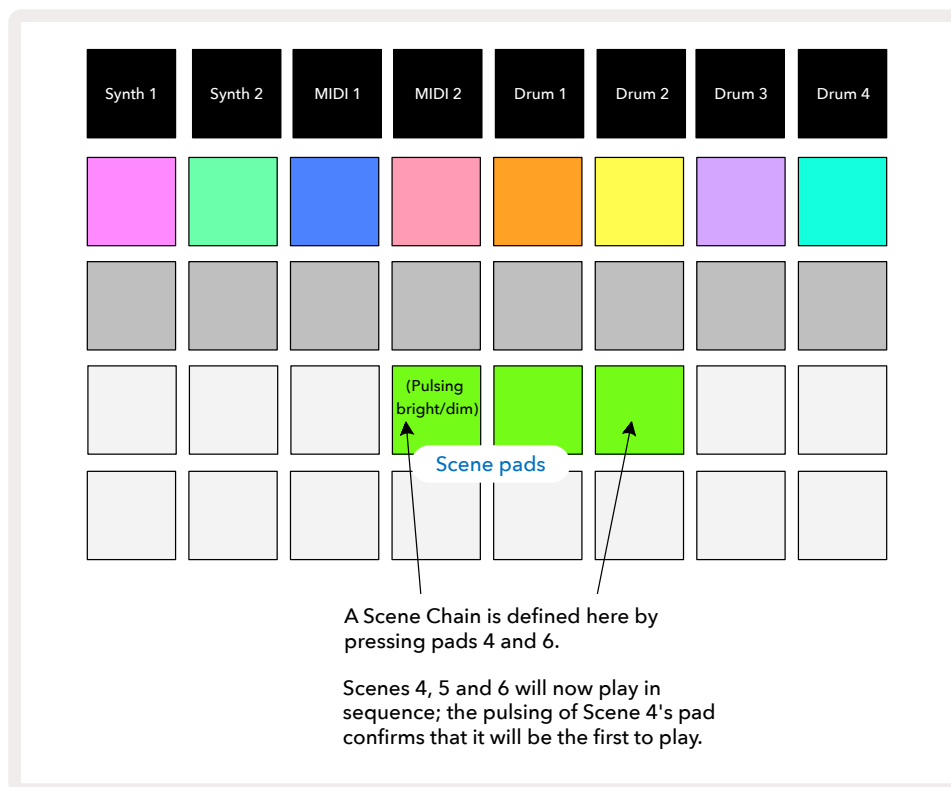 Synth 1 Synth 2 MIDI 1 MIDI 2 Drum 1 Drum 2 Drum 3 Drum 4
(Pulsing
bright/dim)
Scene pads
A Scene Chain is defined here by
pressing pads 4 and 6.
Scenes 4, 5 and 6 will now play in
sequence; the pulsing of Scene 4's pad
confirms that it will be the first to play.